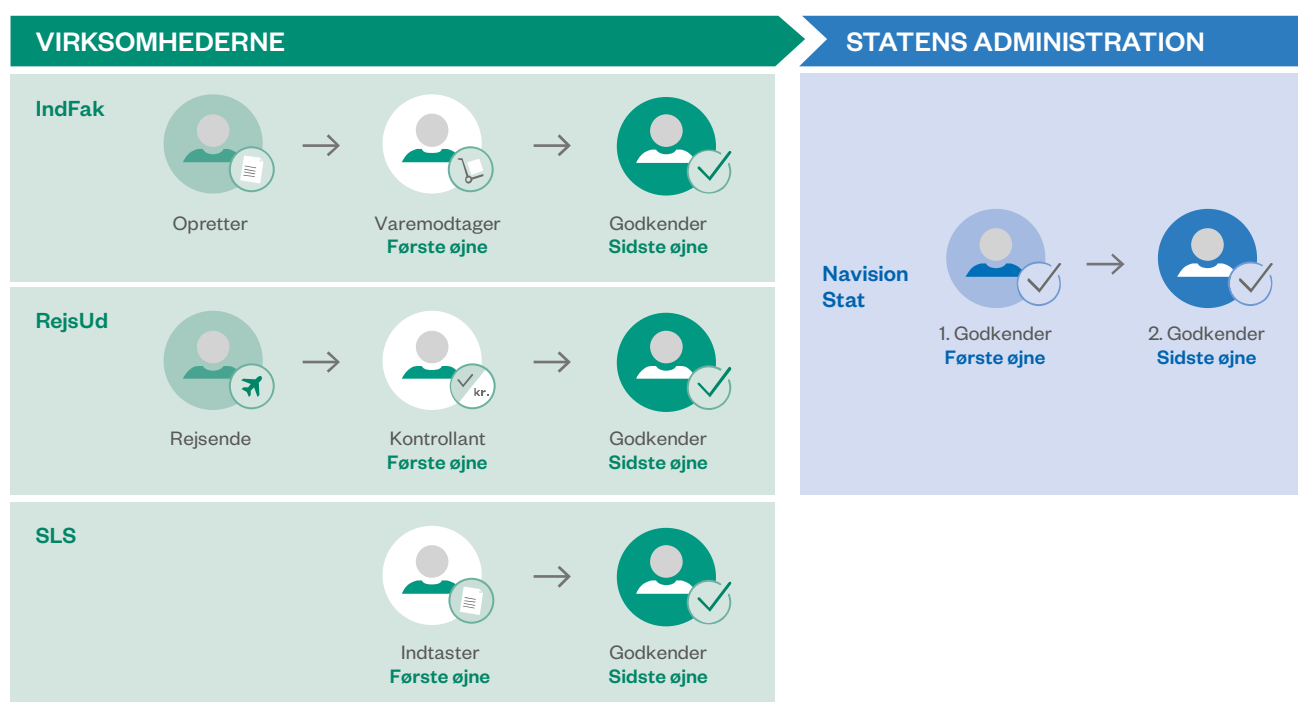 VIRKSOMHEDERNE
STATENS ADMINISTRATION
IndFak
Opretter
Varemodtager
Første øjne
Godkender
Sidste øjne
RejsUd
kr.
Rejsende
Kontrollant
Første øjne
Godkender
Sidste øjne
SLS
Indtaster
Første øjne
Godkender
Sidste øjne
Navision
Stat
1. Godkender
Første øjne
2. Godkender
Sidste øjne